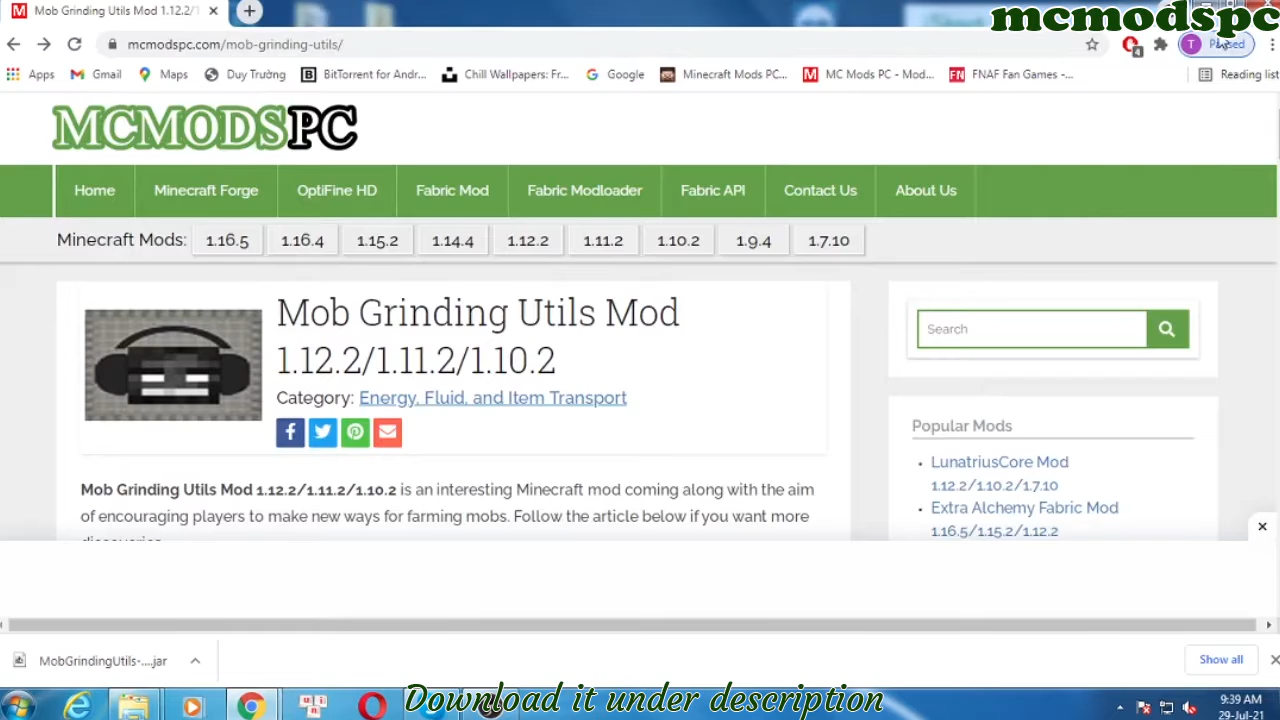 Mob Grinding Utils Mod 1.12.2/1
mcmodspc
mcmodspc.com/mob-grinding-utils/
4
T Paused
Apps Gmail Maps Duy Trường BitTorrent for Andr... Chill Wallpapers: Fr... Google Minecraft Mods PC... MC Mods PC - Mod... FNAF Fan Games -... Reading list
MCMODSPC
Home Minecraft Forge OptiFine HD Fabric Mod Fabric Modloader Fabric API Contact Us About Us
Minecraft Mods: 1.16.5 1.16.4 1.15.2 1.14.4 1.12.2 1.11.2 1.10.2 1.9.4 1.7.10
Mob Grinding Utils Mod
1.12.2/1.11.2/1.10.2
Category: Energy, Fluid, and Item Transport
Mob Grinding Utils Mod 1.12.2/1.11.2/1.10.2 is an interesting Minecraft mod coming along with the aim
of encouraging players to make new ways for farming mobs. Follow the article below if you want more
Search
Popular Mods
LunatriusCore Mod
1.12.2/1.10.2/1.7.10
Extra Alchemy Fabric Mod
1.16.5/1.15.2/1.12.2
MobGrindingUtils-....jar
Show all
Download it under description
9:39 AM
29-Jul-21